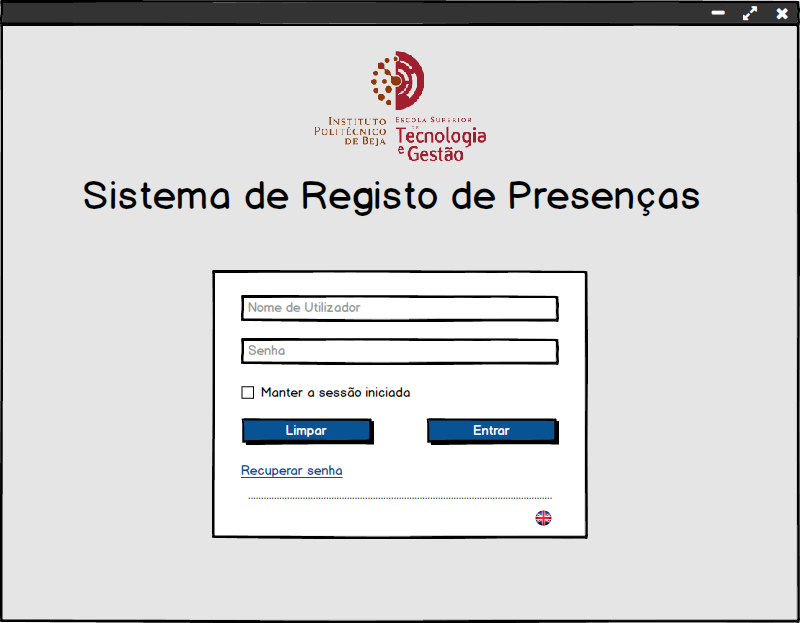 INSTITUTO
POLITÉCNICO
DE BEJA
ESCOLA SUPERIOR
DE
Tecnologia
e Gestão
Sistema de Registo de Presenças
Nome de Utilizador
Senha
Manter a sessão iniciada
Limpar
Entrar
Recuperar senha